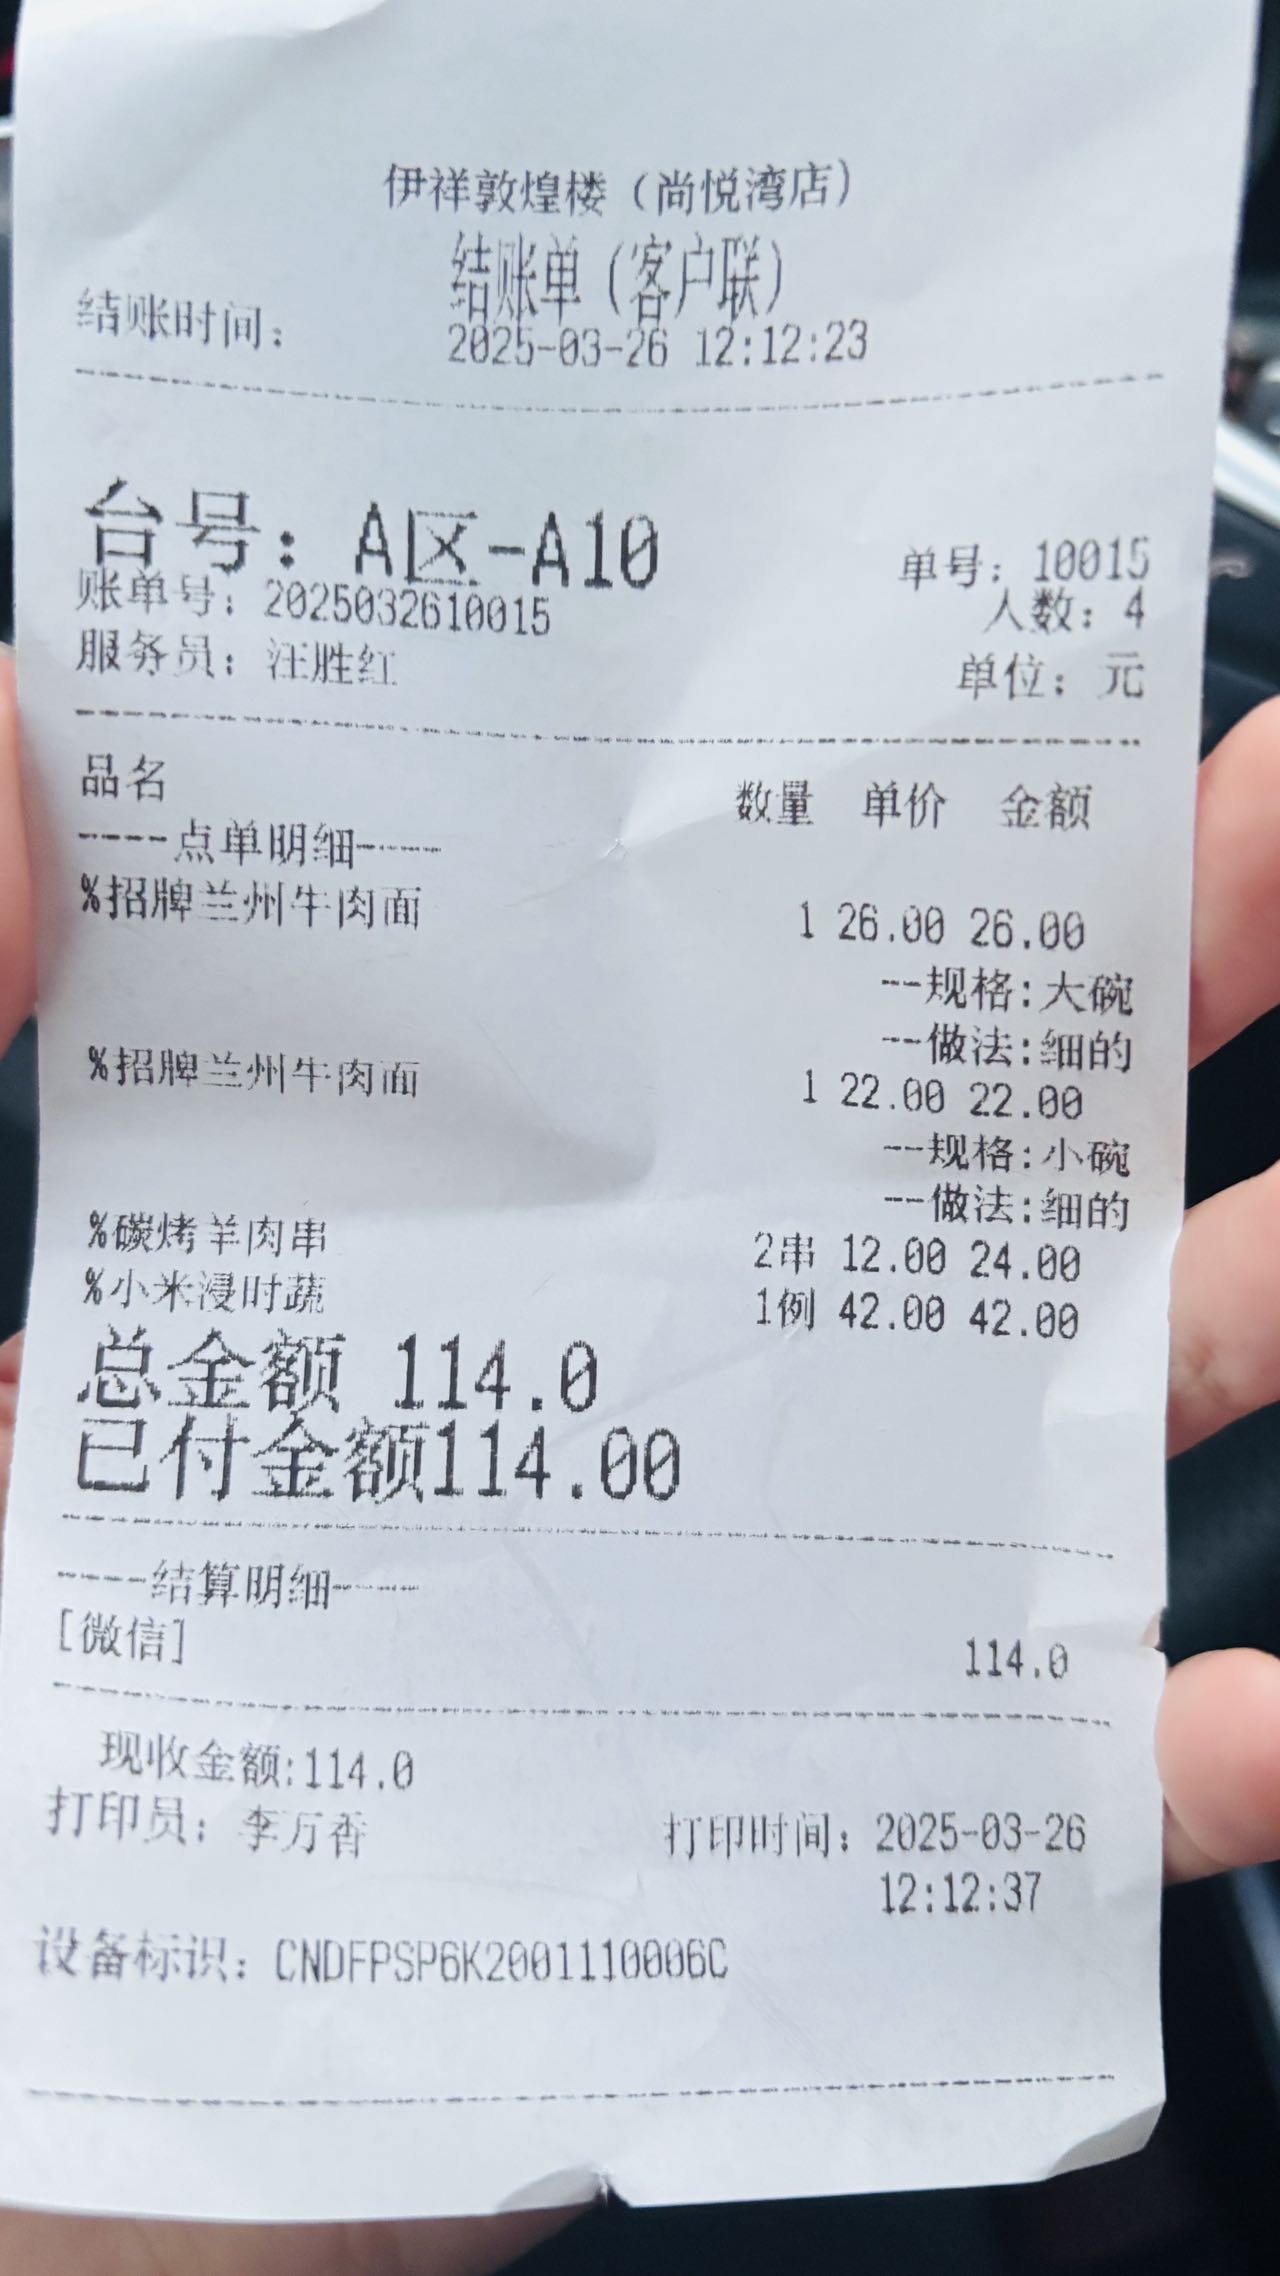 伊祥敦煌楼（尚悦湾店）
结账单（客户联）
结账时间： 2025-03-26 12:12:23
台号：A区-A10 单号：10015
账单号：2025032610015 人数：4
服务员：汪胜红 单位：元
品名 数量 单价 金额
----点单明细----
%招牌兰州牛肉面 1 26.00 26.00
--规格:大碗
--做法:细的
%招牌兰州牛肉面 1 22.00 22.00
--规格:小碗
--做法:细的
%碳烤羊肉串 2串 12.00 24.00
%小米浸时蔬 1例 42.00 42.00
总金额 114.0
已付金额114.00
----结算明细----
[微信] 114.0
现收金额:114.0
打印员：李万香 打印时间：2025-03-26
12:12:37
设备标识：CNDFPSP6K2001110006C